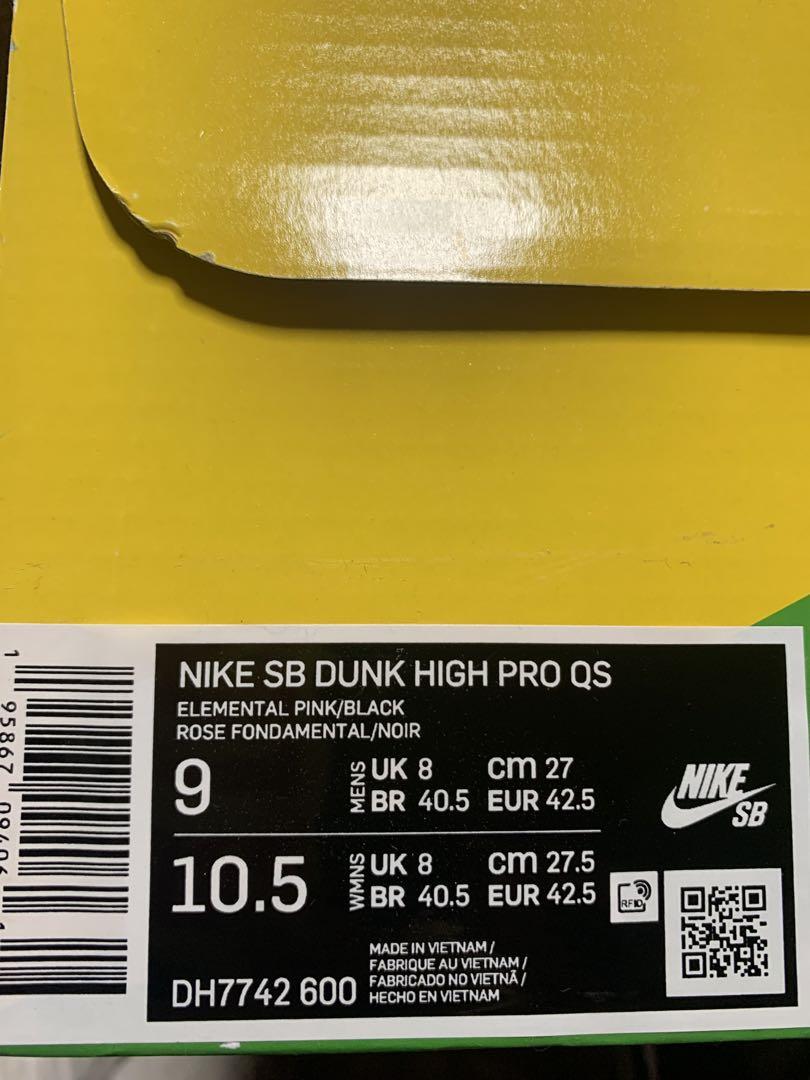 NIKE SB DUNK HIGH PRO QS
ELEMENTAL PINK/BLACK
ROSE FONDAMENTAL/NOIR
9
MENS
UK 8 cm 27
BR 40.5 EUR 42.5
NIKE
SB
10.5
WMNS
UK 8 cm 27.5
BR 40.5 EUR 42.5
RFID
DH7742 600
MADE IN VIETNAM /
FABRIQUE AU VIETNAM /
FABRICADO NO VIETNÃ /
HECHO EN VIETNAM
1 95867